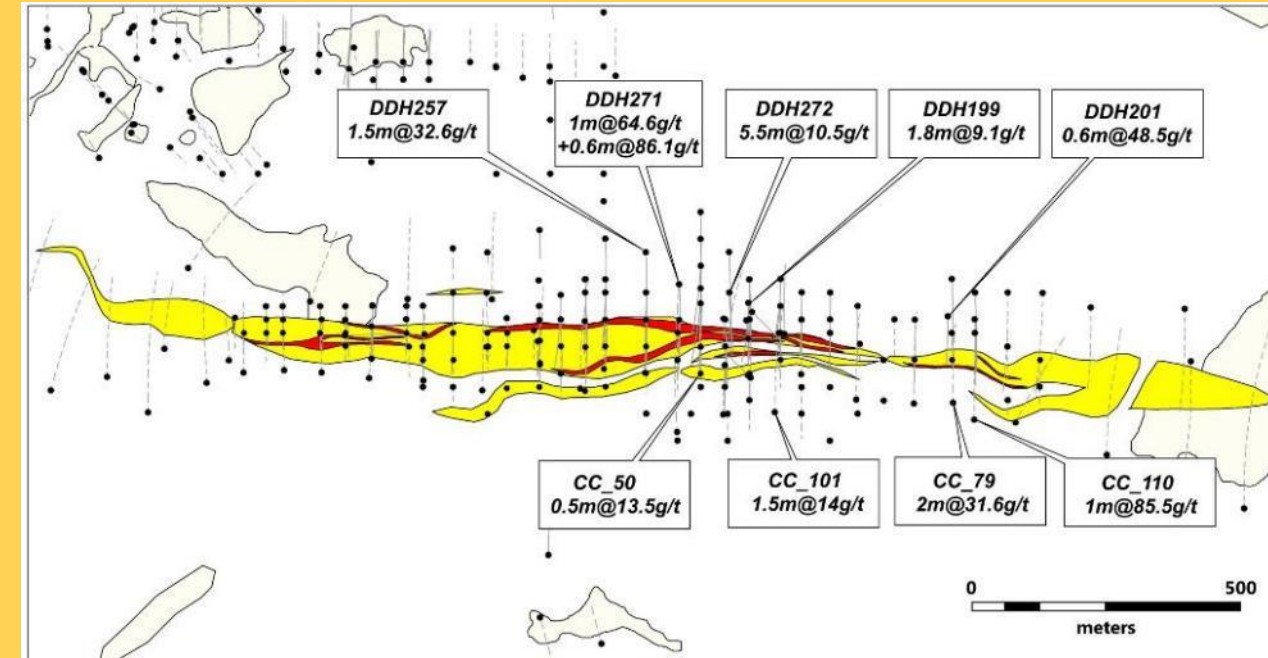 DDH257
1.5m@32.6g/t
DDH271
1m@64.6g/t
+0.6m@86.1g/t
DDH272
5.5m@10.5g/t
DDH199
1.8m@9.1g/t
DDH201
0.6m@48.5g/t
CC_50
0.5m@13.5g/t
CC_101
1.5m@14g/t
CC_79
2m@31.6g/t
CC_110
1m@85.5g/t
0 500
meters